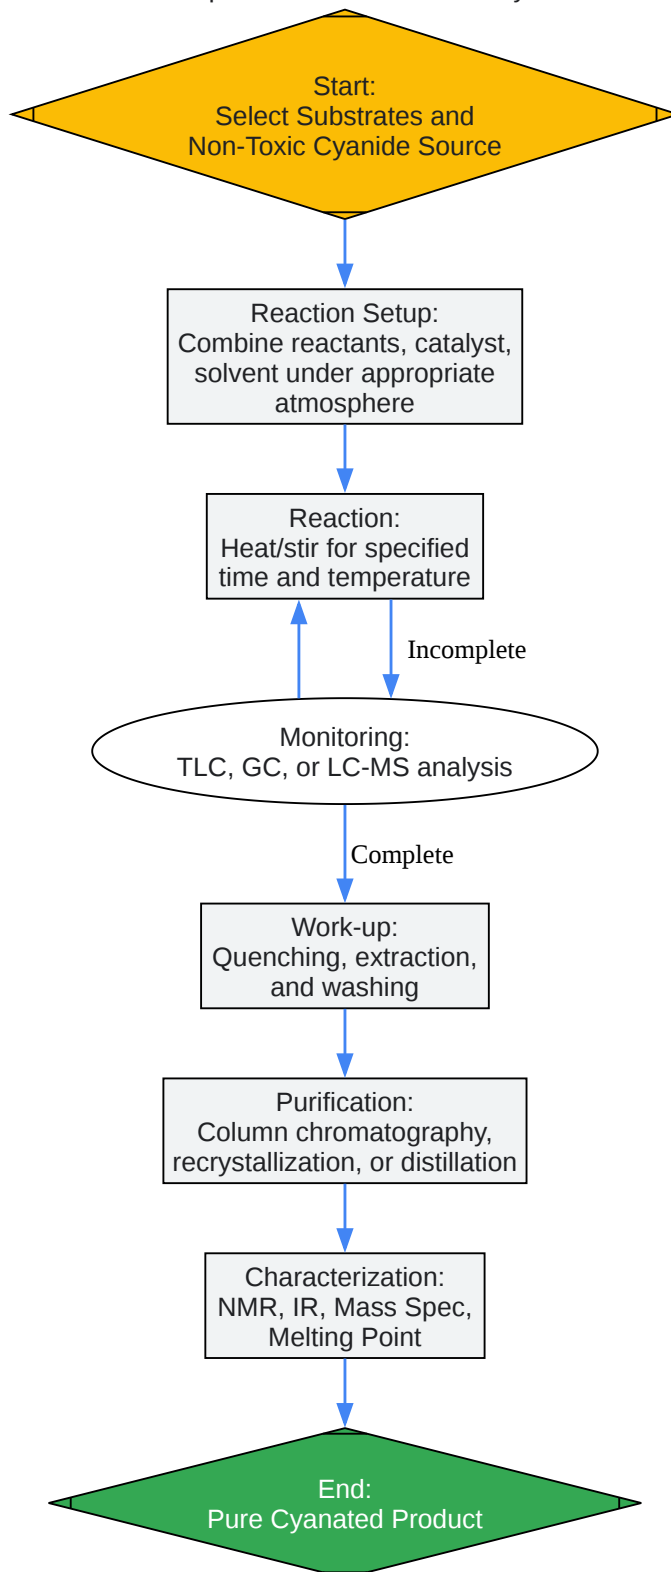 Start:
Select Substrates and
Non-Toxic Cyanide Source
Reaction Setup:
Combine reactants, catalyst,
solvent under appropriate
atmosphere
Reaction:
Heat/stir for specified
time and temperature
Incomplete
Monitoring:
TLC, GC, or LC-MS analysis
Complete
Work-up:
Quenching, extraction,
and washing
Purification:
Column chromatography,
recrystallization, or distillation
Characterization:
NMR, IR, Mass Spec,
Melting Point
End:
Pure Cyanated Product